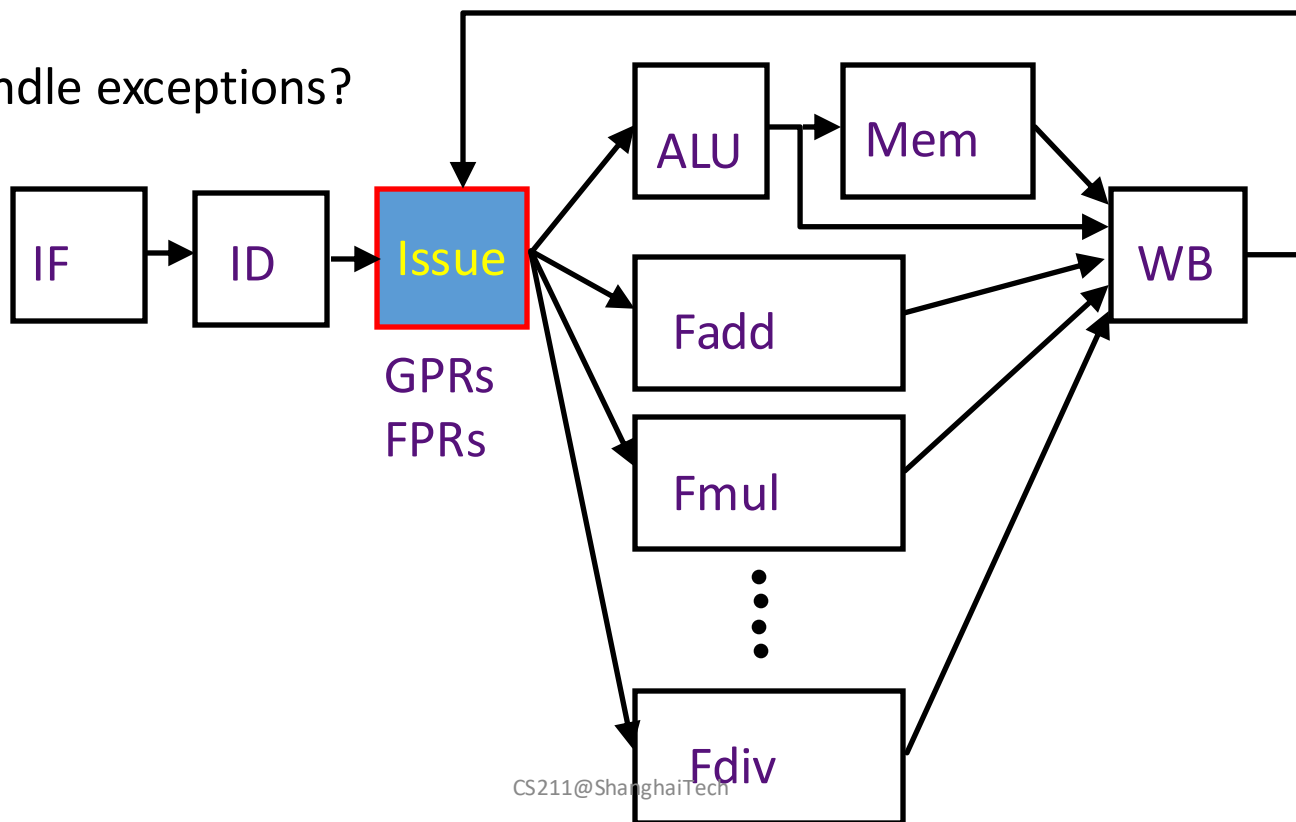 ndle exceptions?
ALU
Mem
IF
ID
Issue
WB
GPRs
FPRs
Fadd
Fmul
Fdiv
CS211@ShanghaiTech